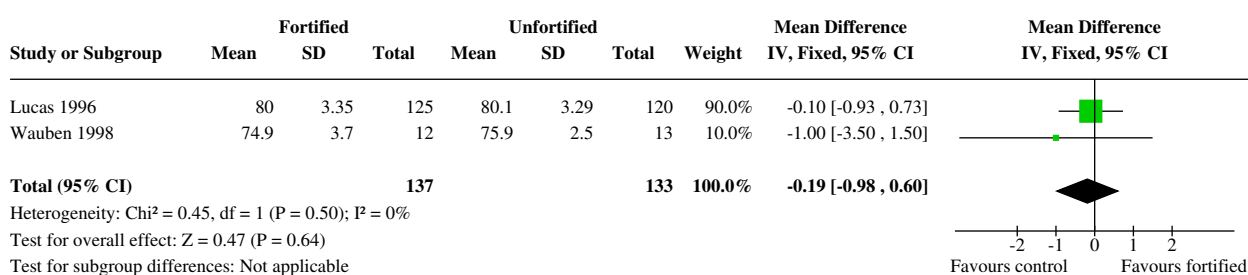 Fortified Unfortified Mean Difference Mean Difference
Study or Subgroup Mean SD Total Mean SD Total Weight IV, Fixed, 95% CI IV, Fixed, 95% CI
Lucas 1996 80 3.35 125 80.1 3.29 120 90.0% -0.10 [-0.93 , 0.73]
Wauben 1998 74.9 3.7 12 75.9 2.5 13 10.0% -1.00 [-3.50 , 1.50]
Total (95% CI) 137 133 100.0% -0.19 [-0.98 , 0.60]
Heterogeneity: Chi² = 0.45, df = 1 (P = 0.50); I² = 0%
Test for overall effect: Z = 0.47 (P = 0.64)
-2 -1 0 1 2
Test for subgroup differences: Not applicable Favours control Favours fortified